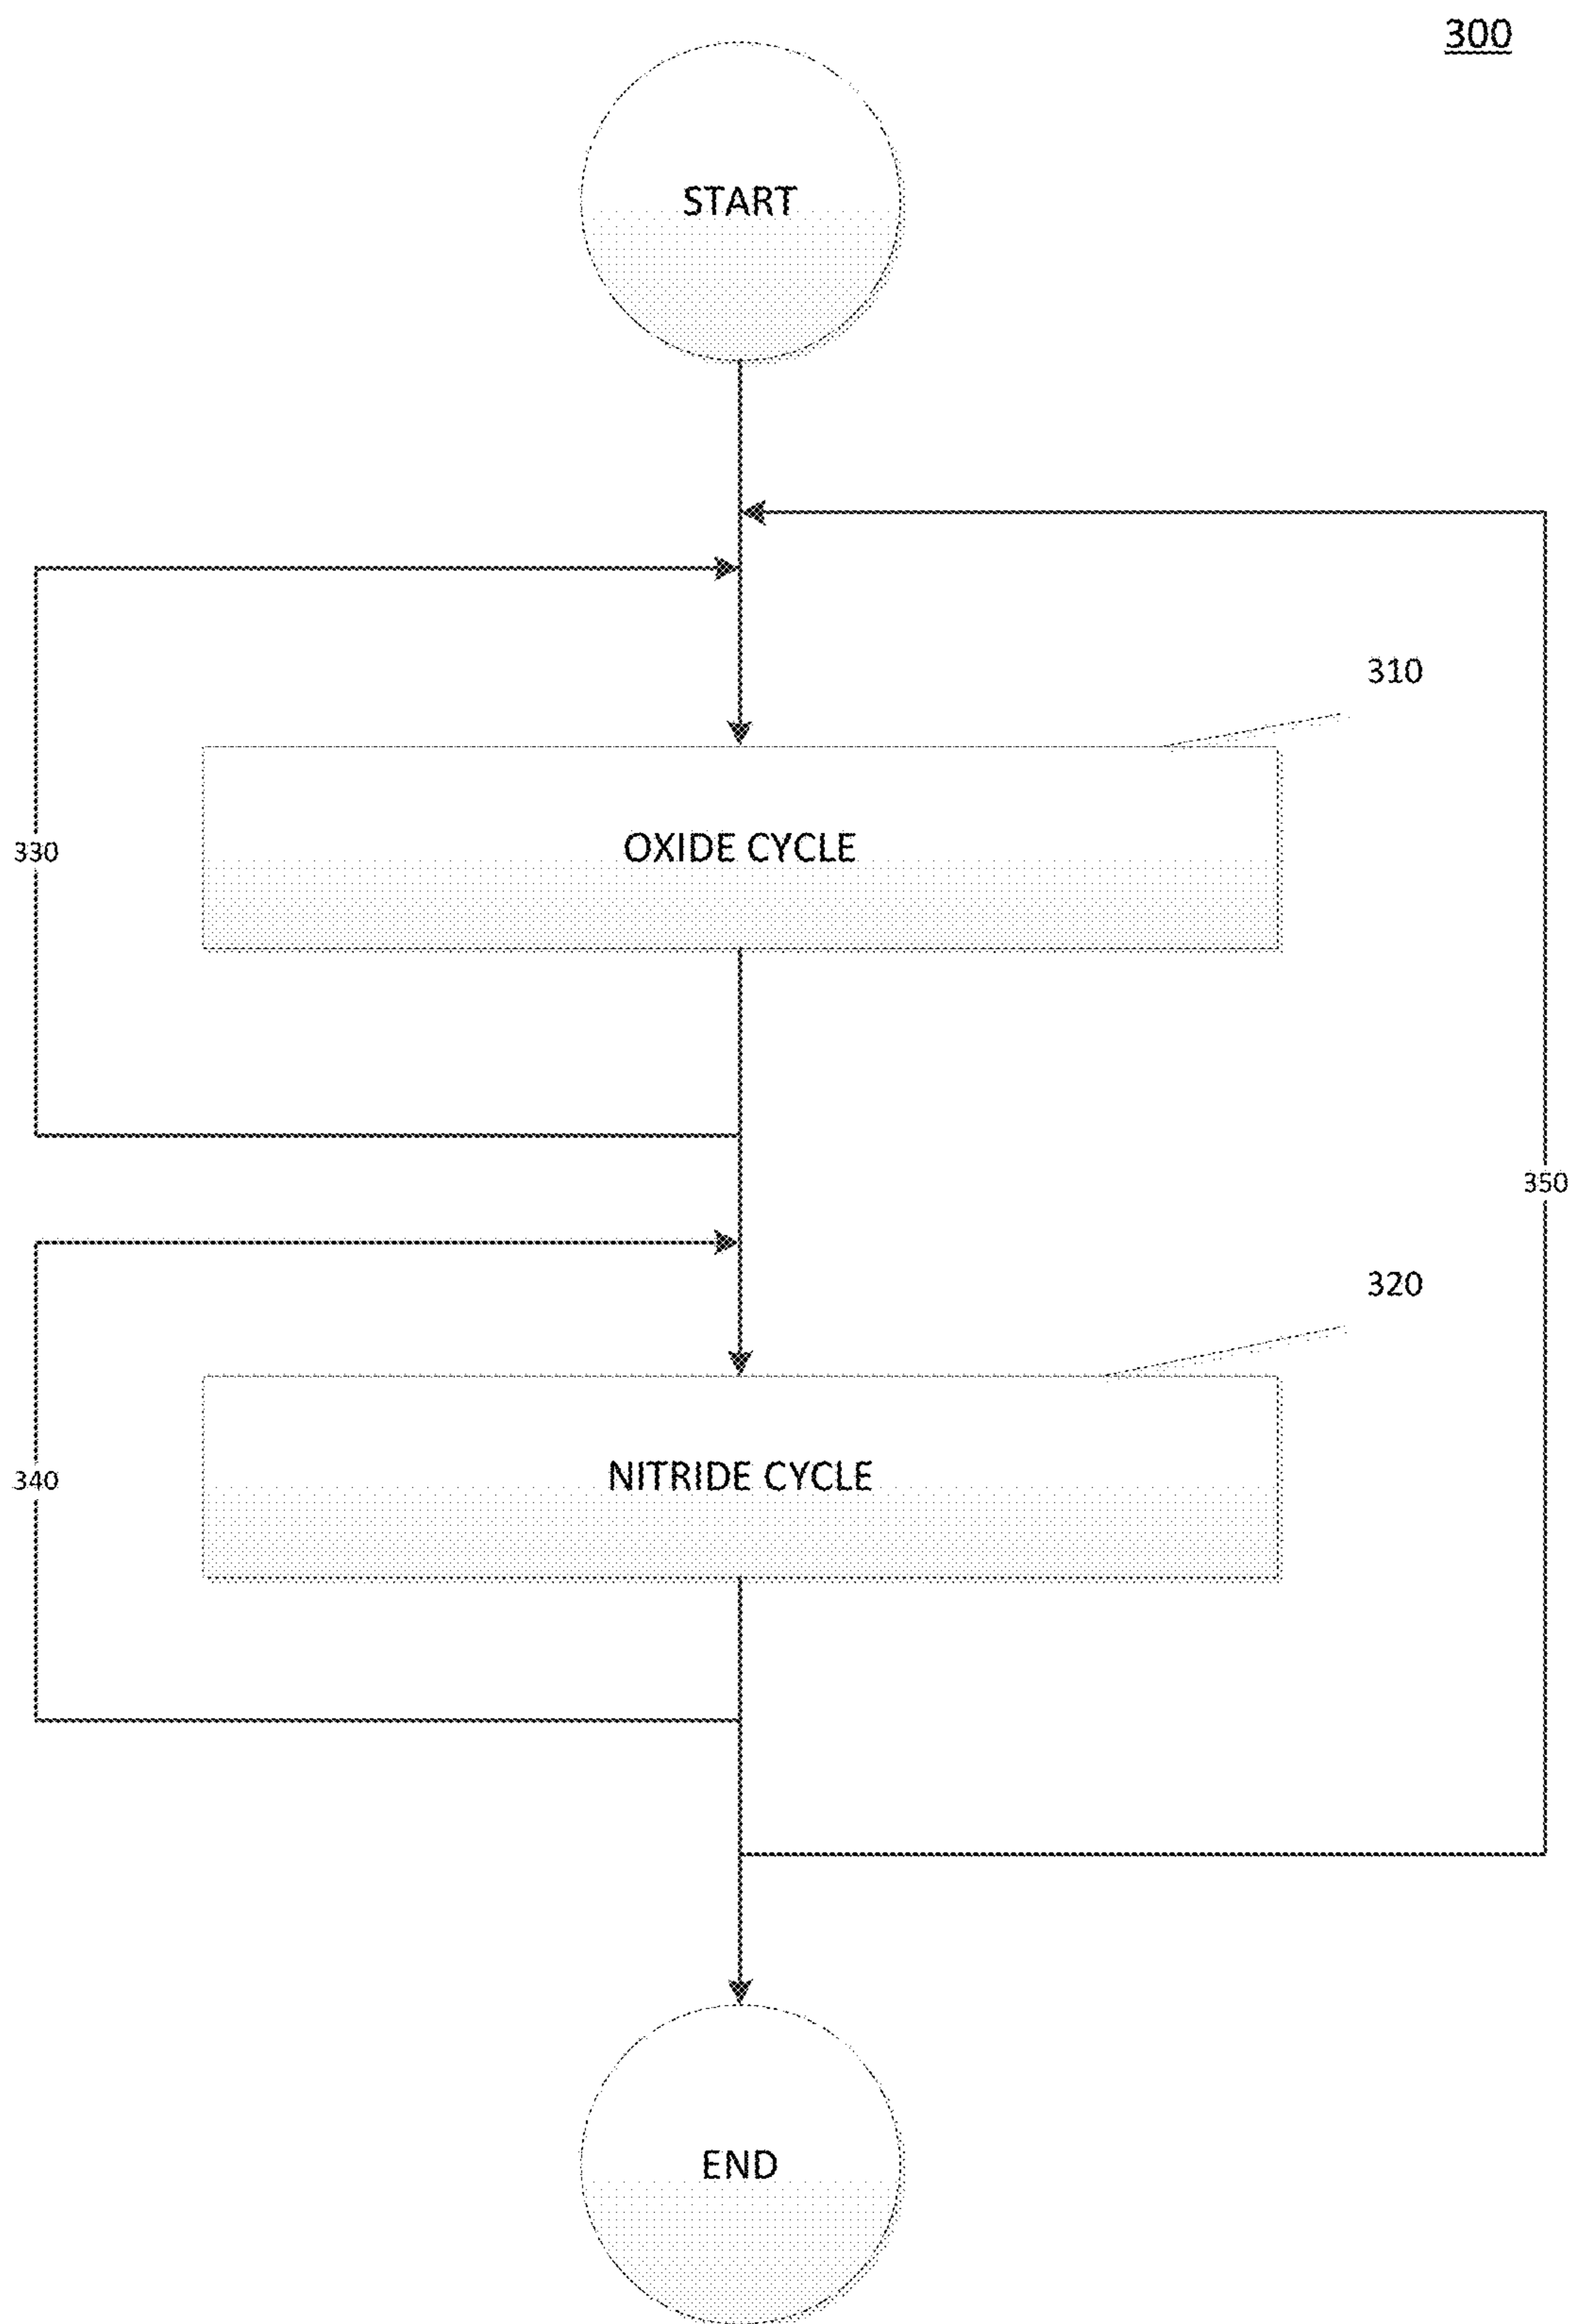 300
START
310
OXIDE CYCLE
330
350
320
NITRIDE CYCLE
340
END